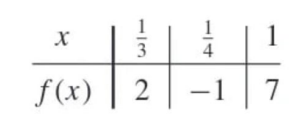 x | 1/3 | 1/4 | 1
f(x) | 2 | −1 | 7